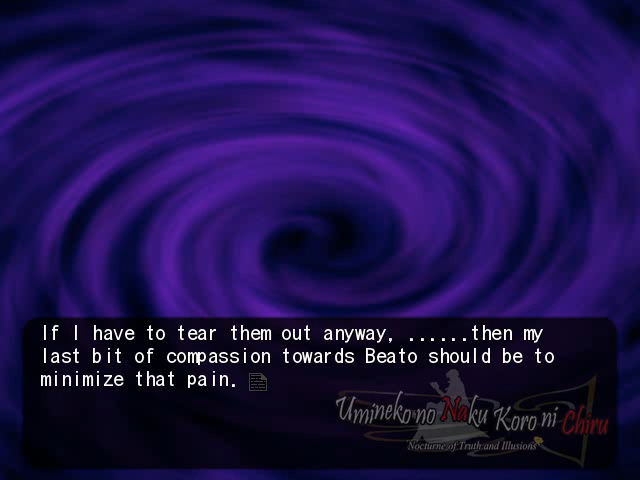 If I have to tear them out anyway, ......then my
last bit of compassion towards Beato should be to
minimize that pain.
Umineko no Naku Koro ni Chiru
Nocturne of Truth and Illusions